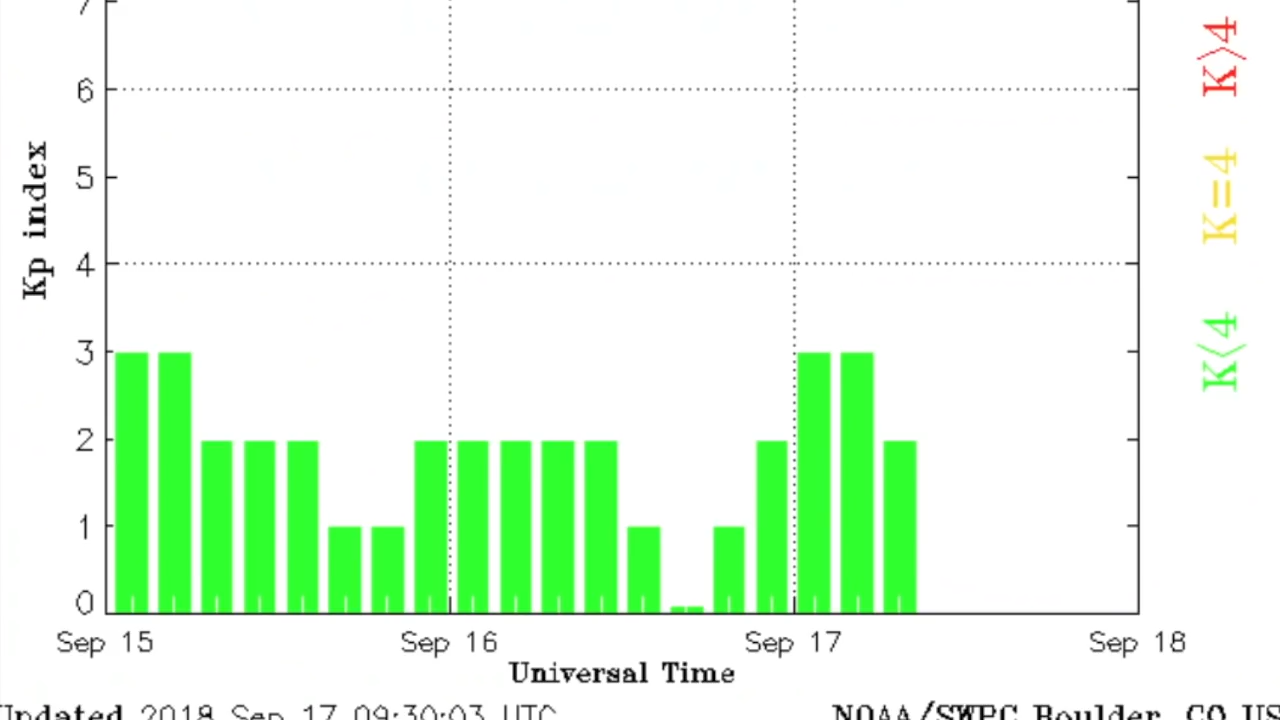 7
6
5
4
3
2
1
0
Kp index
K>4
K=4
K<4
Sep 15 Sep 16 Sep 17 Sep 18
Universal Time
Updated 2018 Sep 17 09:30:03 UTC NOAA/SWPC Boulder, CO US